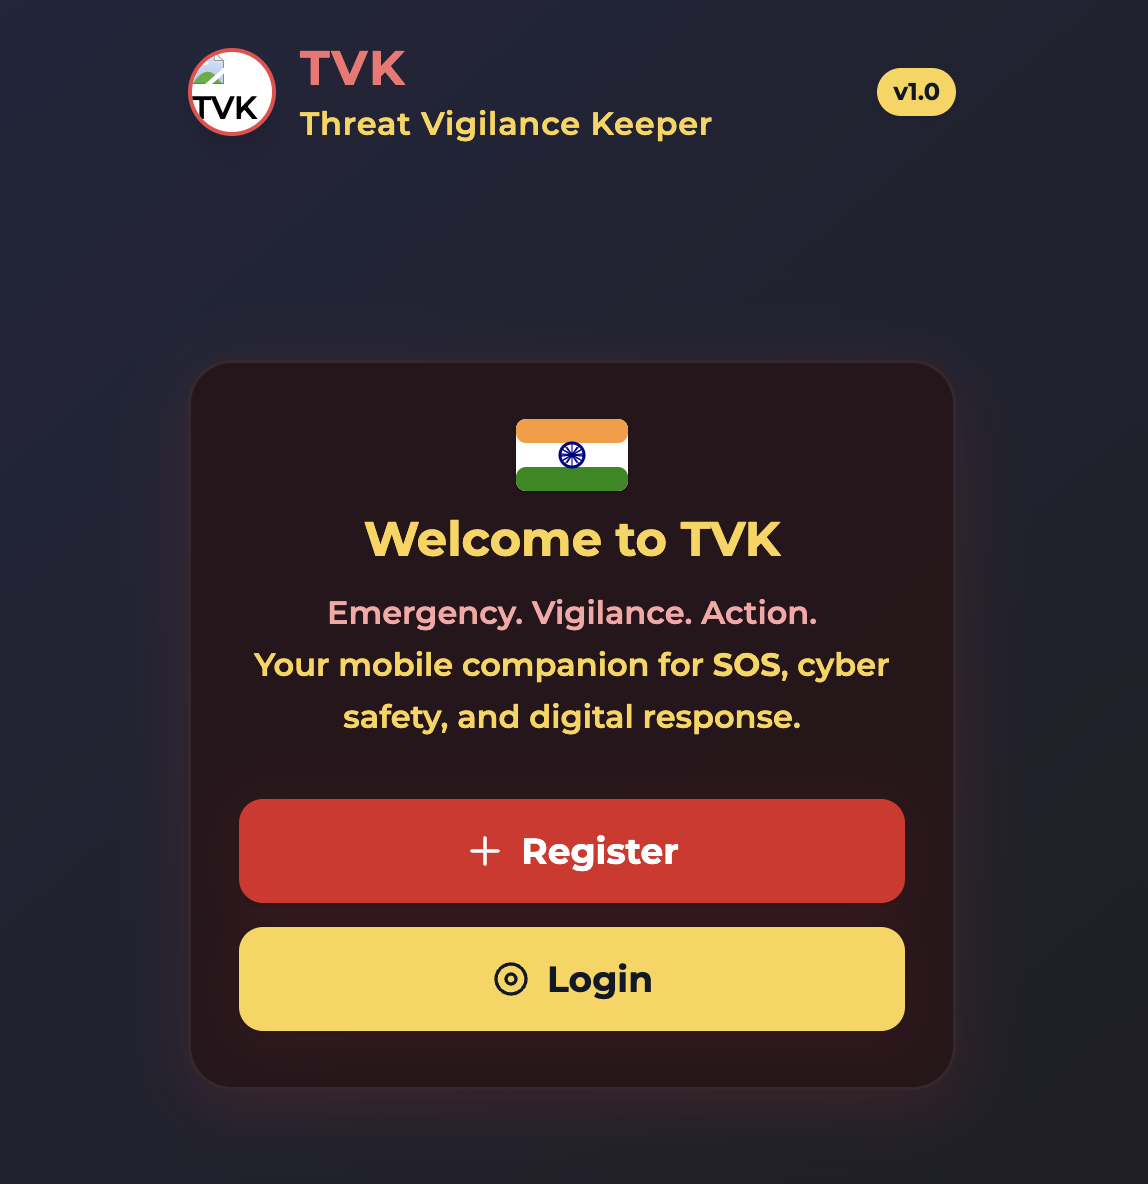 TVK
TVK
Threat Vigilance Keeper
v1.0
Welcome to TVK
Emergency. Vigilance. Action.
Your mobile companion for SOS, cyber
safety, and digital response.
Register
Login